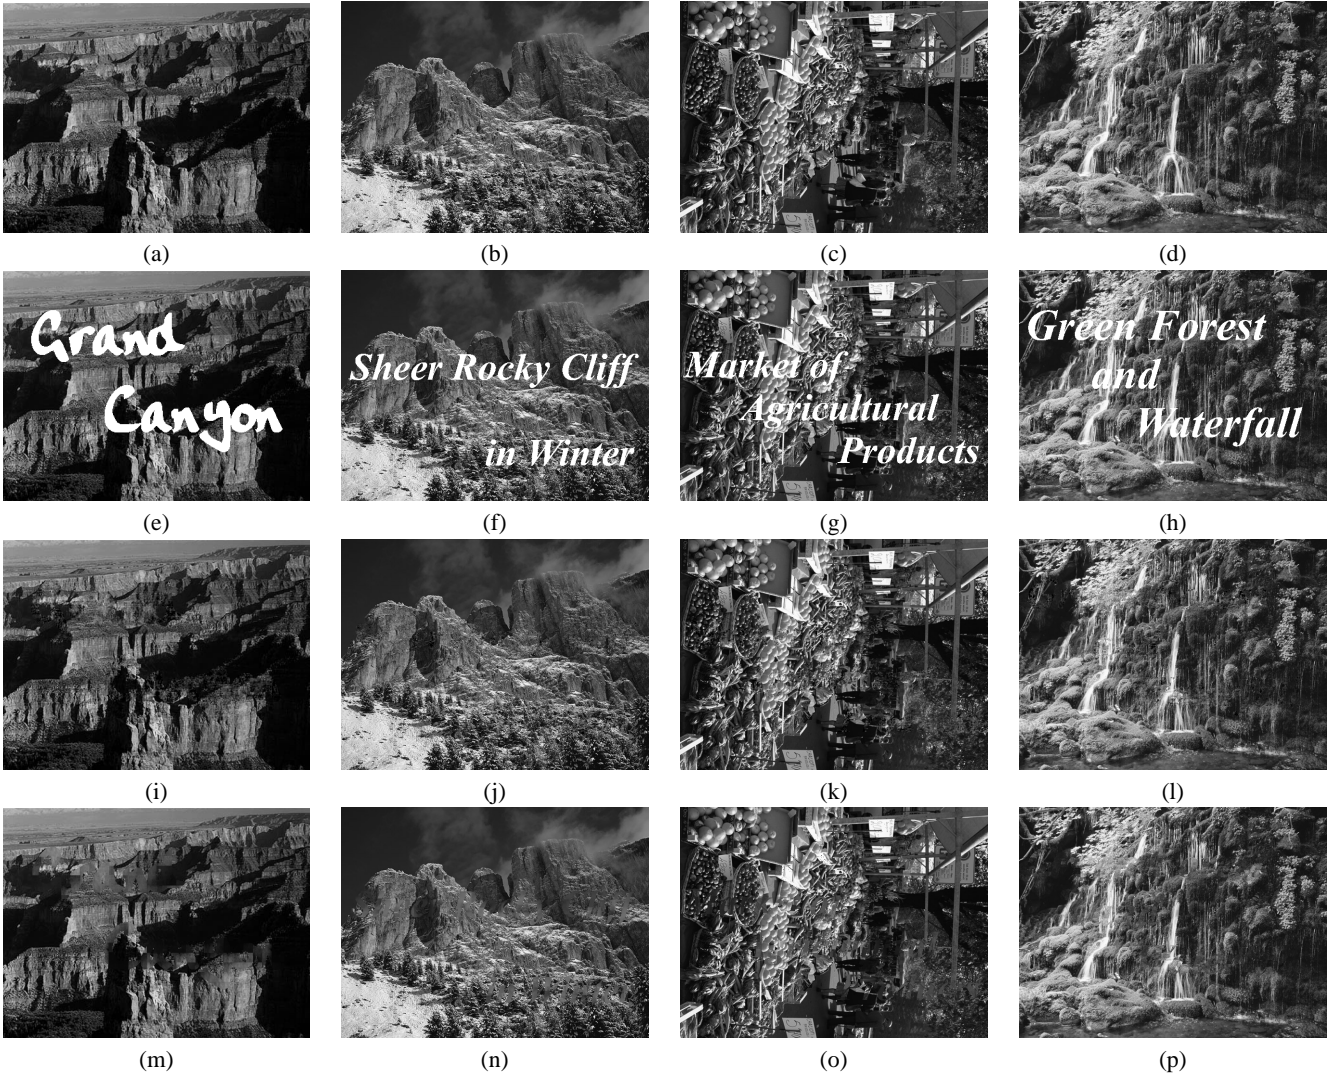 (a) (b) (c) (d)
Grand
Canyon
Sheer Rocky Cliff
in Winter
Market of
Agricultural
Products
Green Forest
and
Waterfall
(e) (f) (g) (h)
(i) (j) (k) (l)
(m) (n) (o) (p)